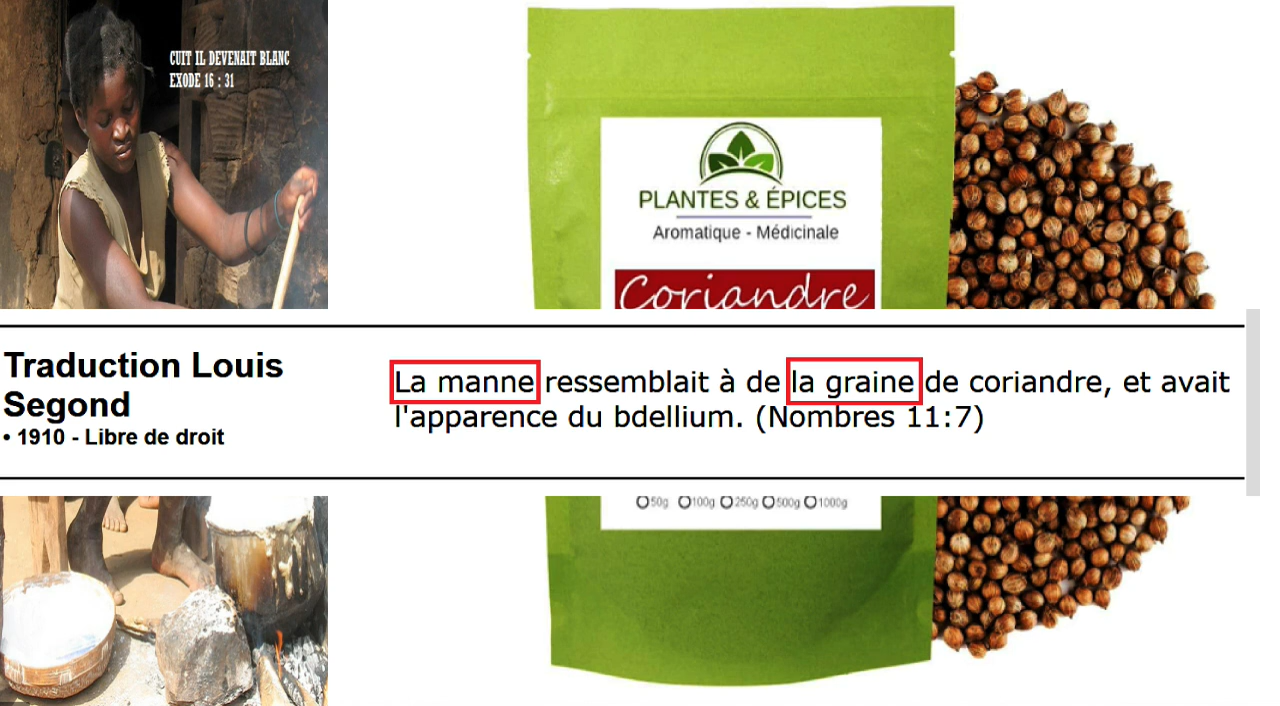 CUIT IL DEVENAIT BLANC
EXODE 16 : 31
PLANTES & ÉPICES
Aromatique - Médicinale
Coriandre
Traduction Louis
Segond
• 1910 - Libre de droit
La manne ressemblait à de la graine de coriandre, et avait
l'apparence du bdellium. (Nombres 11:7)
50g 100g 250g 500g 1000g